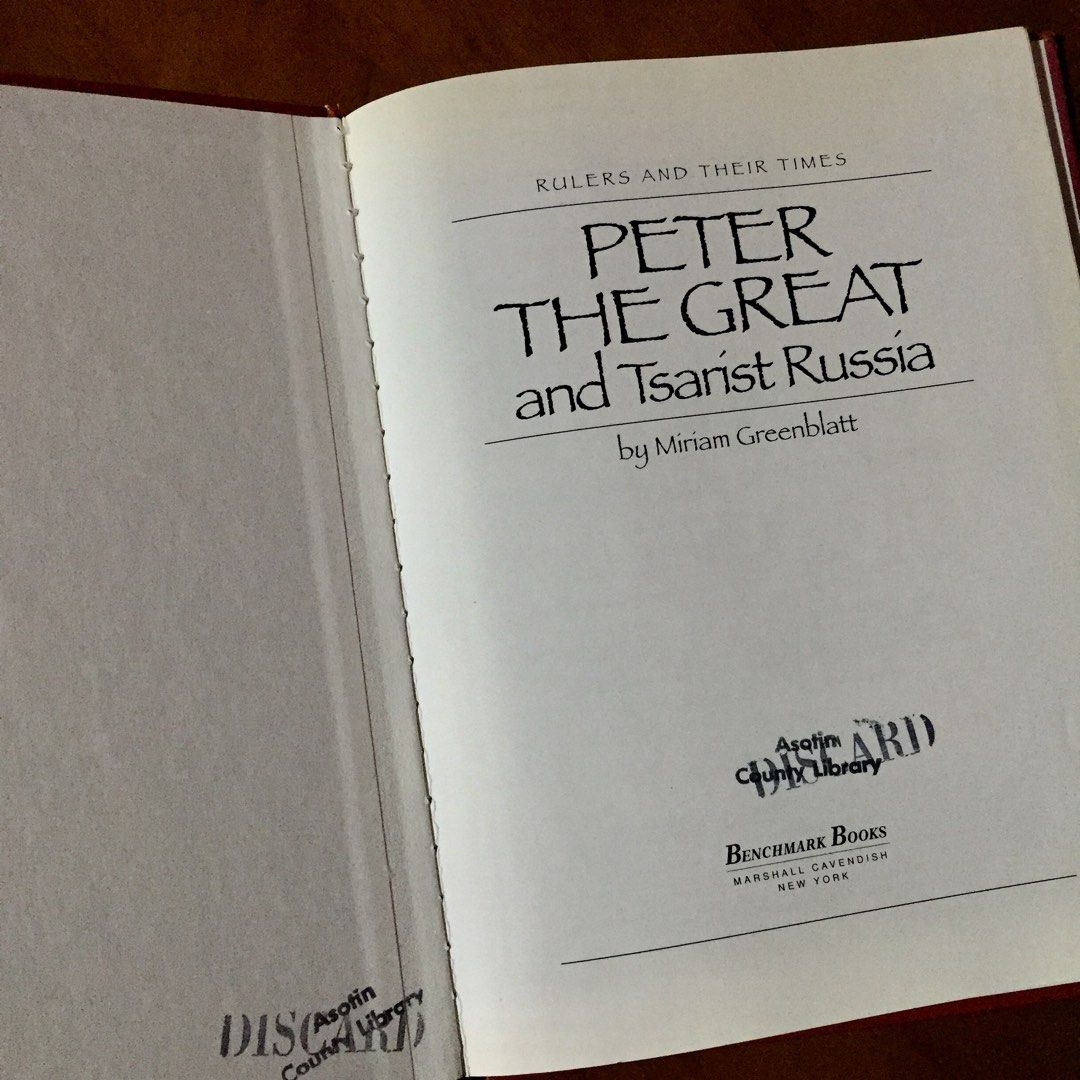 RULERS AND THEIR TIMES
PETER
THE GREAT
and Tsarist Russia
by Miriam Greenblatt
Asotin
County Library
DISCARD
BENCHMARK BOOKS
MARSHALL CAVENDISH
NEW YORK
DISCARD
Asotin
County Library